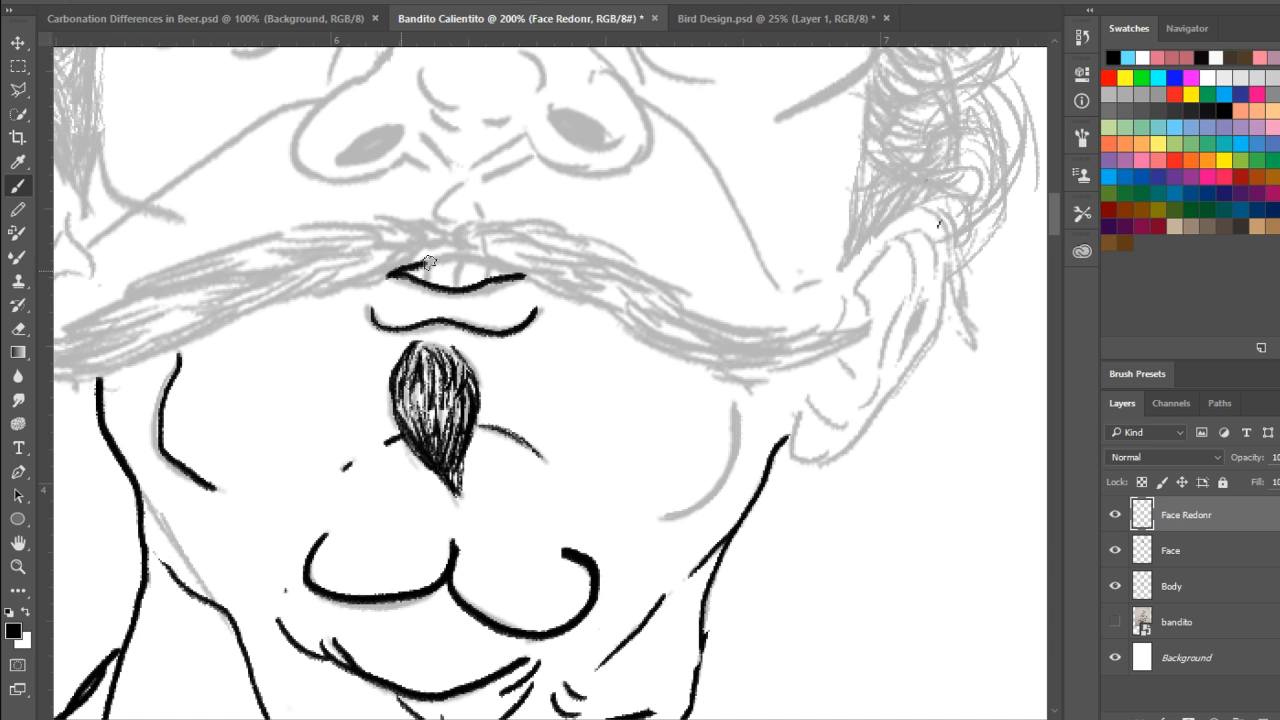 Carbonation Differences in Beer.psd @ 100% (Background, RGB/8) ×
Bandito Calientito @ 200% (Face Redonr, RGB/8#) * ×
Bird Design.psd @ 25% (Layer 1, RGB/8) * ×
6
7
4
Swatches
Navigator
Brush Presets
Layers
Channels
Paths
Kind
Normal
Opacity: 10
Lock:
Fill: 10
Face Redonr
Face
Body
bandito
Background